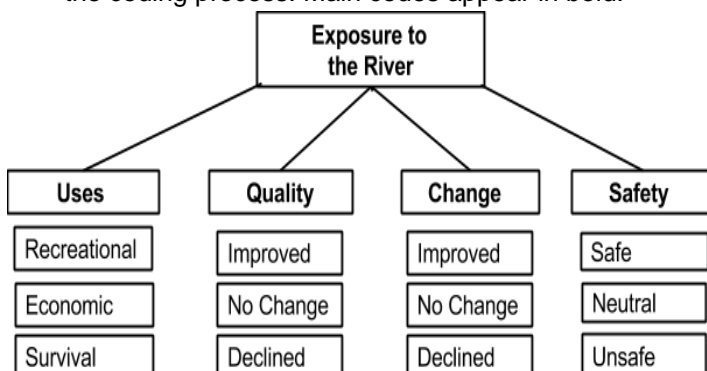 the coding process. Main codes appear in bold.
Exposure to
the River
Uses Quality Change Safety
Recreational Improved Improved Safe
Economic No Change No Change Neutral
Survival Declined Declined Unsafe